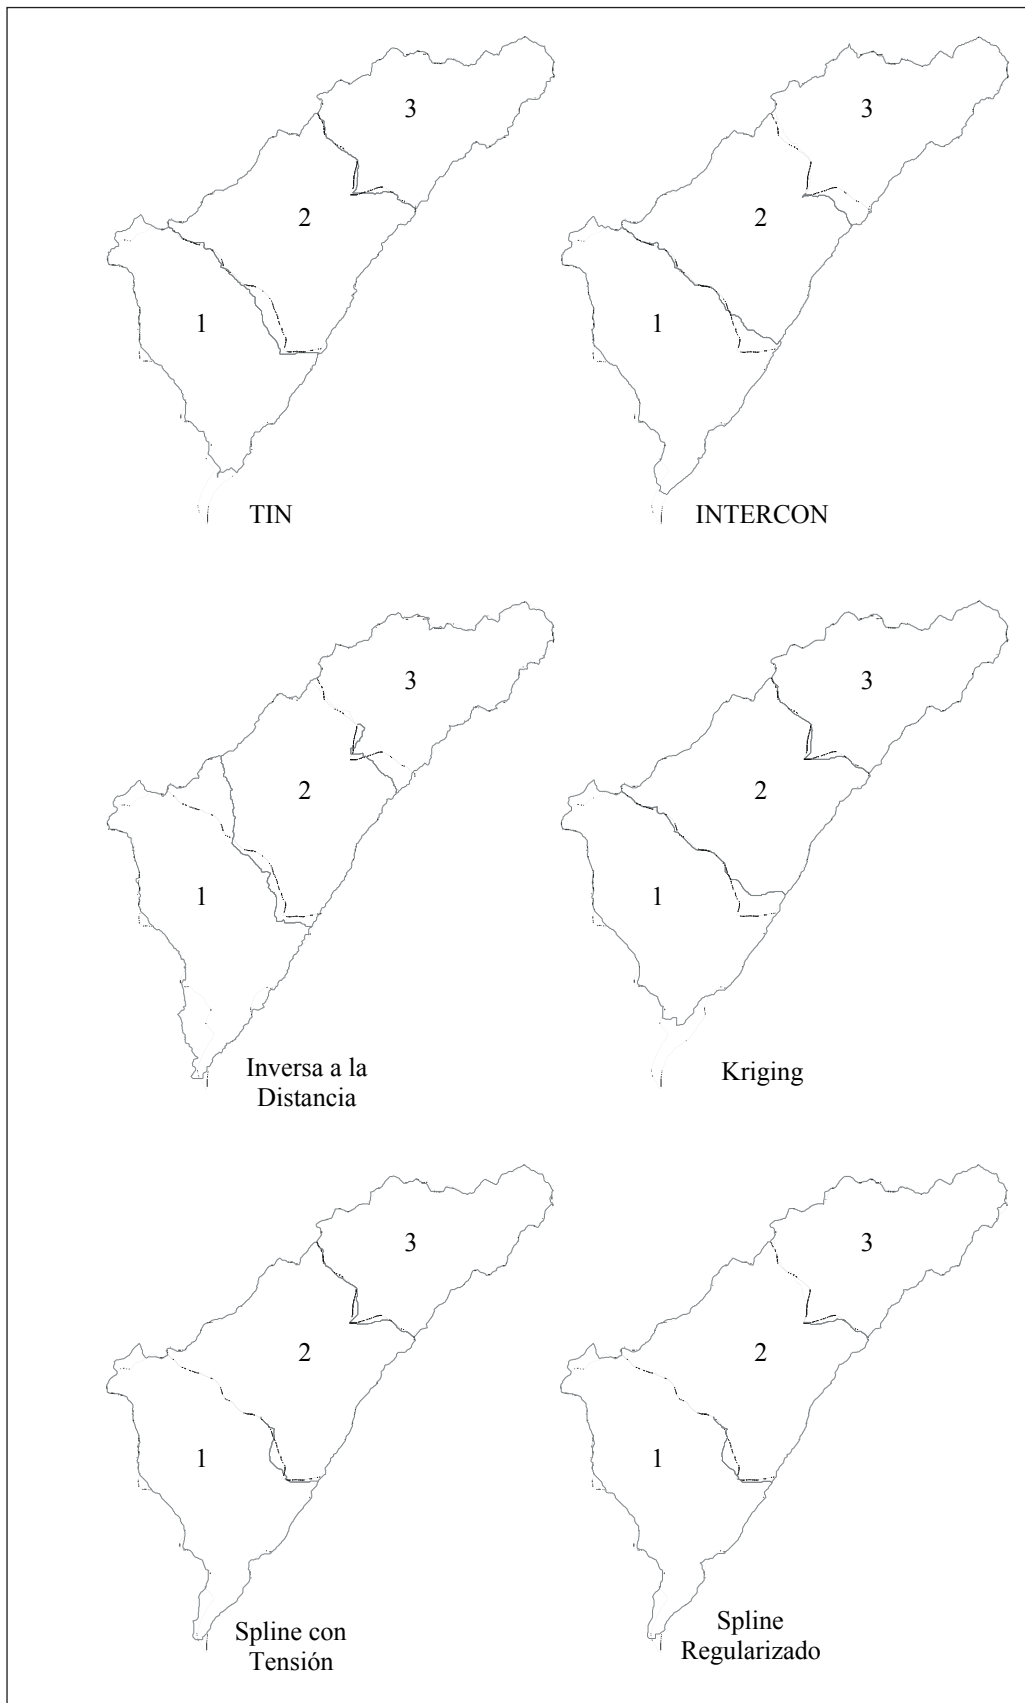 3
2
1
TIN
3
2
1
INTERCON
3
2
1
Inversa a la
Distancia
3
2
1
Kriging
3
2
1
Spline con
Tensión
3
2
1
Spline
Regularizado